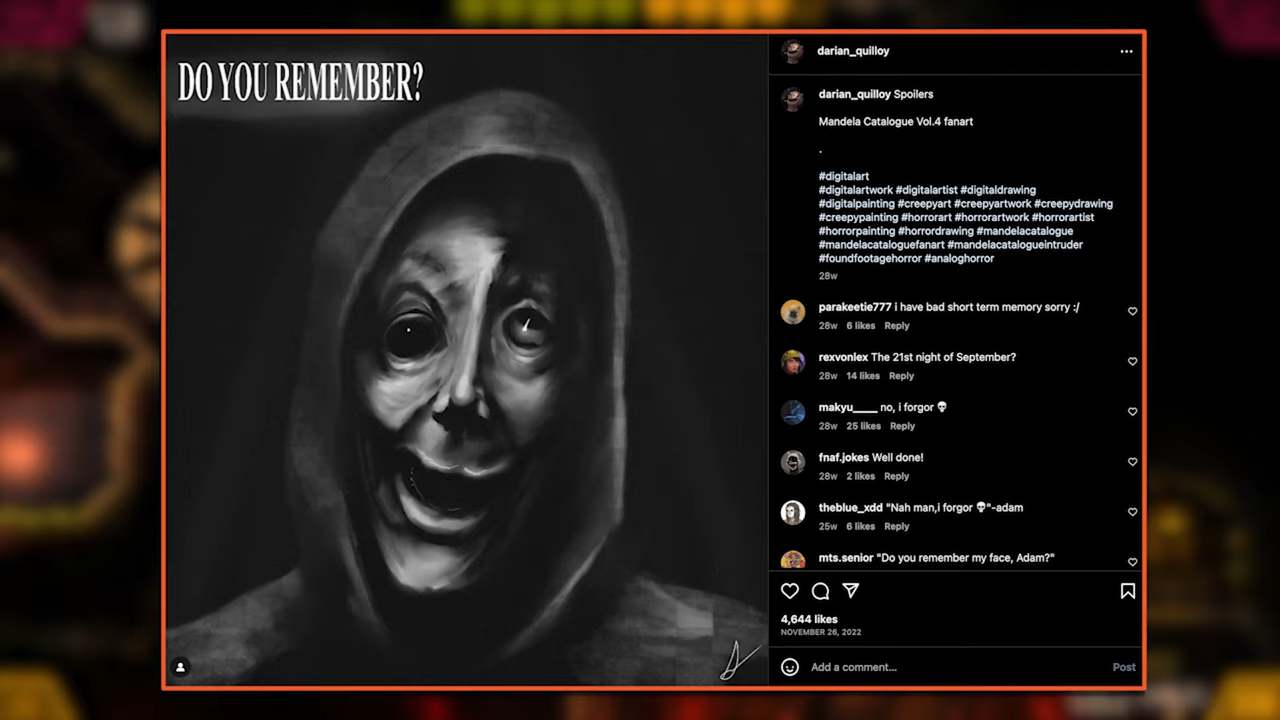 DO YOU REMEMBER?
darian_quilloy
darian_quilloy Spoilers
Mandela Catalogue Vol.4 fanart
.
#digitalart
#digitalartwork #digitalartist #digitaldrawing
#digitalpainting #creepyart #creepyartwork #creepydrawing
#creepypainting #horrorart #horrorartwork #horrorartist
#horrorpainting #horrordrawing #mandelacatalogue
#mandelacataloguefanart #mandelacatalogueintruder
#foundfootagehorror #analoghorror
28w
parakeetie777 i have bad short term memory sorry :/
28w 6 likes Reply
rexvonlex The 21st night of September?
28w 14 likes Reply
makyu____ no, i forgor 💀
28w 25 likes Reply
fnaf.jokes Well done!
28w 2 likes Reply
theblue_xdd "Nah man,i forgor 💀"-adam
25w 6 likes Reply
mts.senior "Do you remember my face, Adam?"
4,644 likes
NOVEMBER 26, 2022
Add a comment...
Post